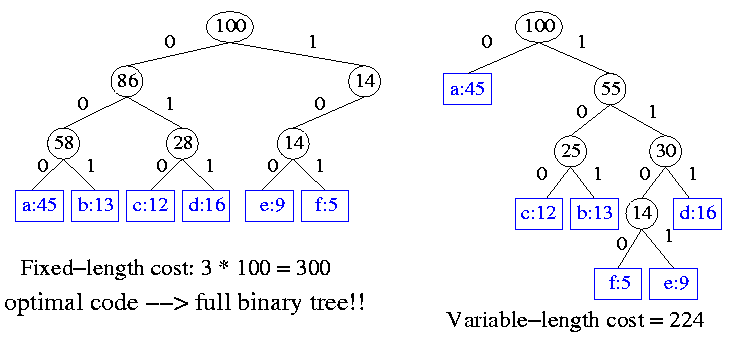 100
0 1
86 14
0 1 0
58 28 14
0 1 0 1 0 1
a:45 b:13 c:12 d:16 e:9 f:5
Fixed-length cost: 3 * 100 = 300
optimal code --> full binary tree!!
100
0 1
a:45 55
0 1
25 30
0 1 0 1
c:12 b:13 14 d:16
0 1
f:5 e:9
Variable-length cost = 224